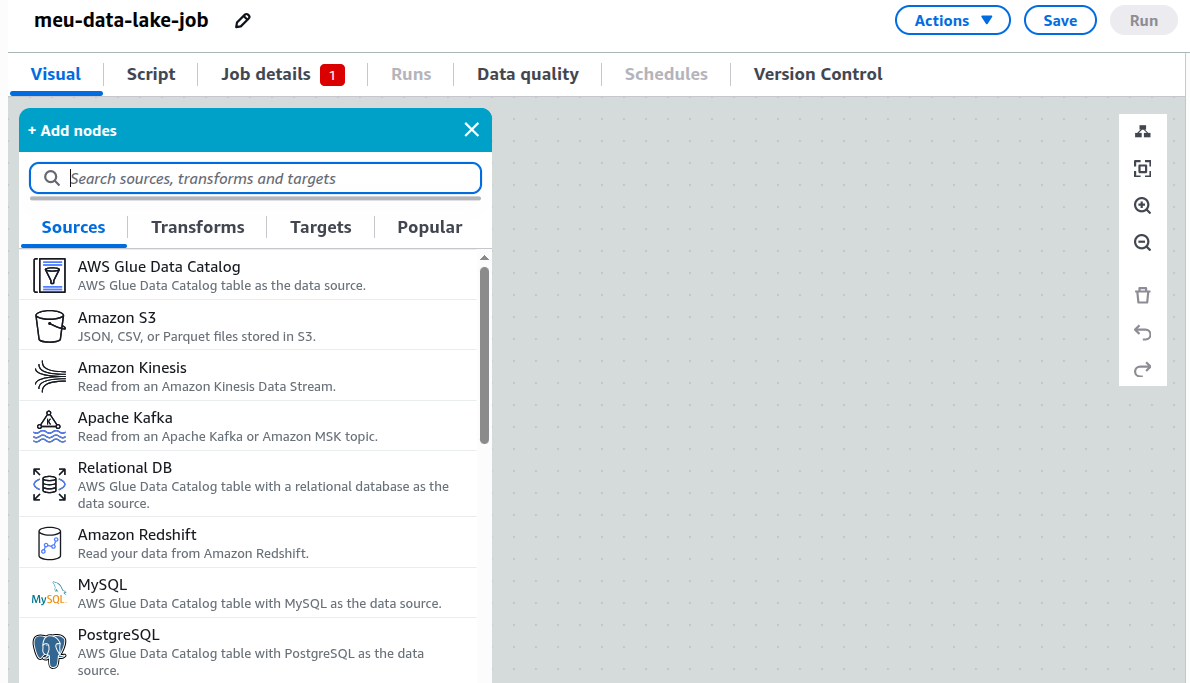 meu-data-lake-job
Actions
Save
Run
Visual
Script
Job details
1
Runs
Data quality
Schedules
Version Control
+ Add nodes
Search sources, transforms and targets
Sources
Transforms
Targets
Popular
AWS Glue Data Catalog
AWS Glue Data Catalog table as the data source.
Amazon S3
JSON, CSV, or Parquet files stored in S3.
Amazon Kinesis
Read from an Amazon Kinesis Data Stream.
K
Apache Kafka
Read from an Apache Kafka or Amazon MSK topic.
Relational DB
AWS Glue Data Catalog table with a relational database as the
data source.
Amazon Redshift
Read your data from Amazon Redshift.
MySQL
MySQL
AWS Glue Data Catalog table with MySQL as the data source.
PostgreSQL
AWS Glue Data Catalog table with PostgreSQL as the data
source.